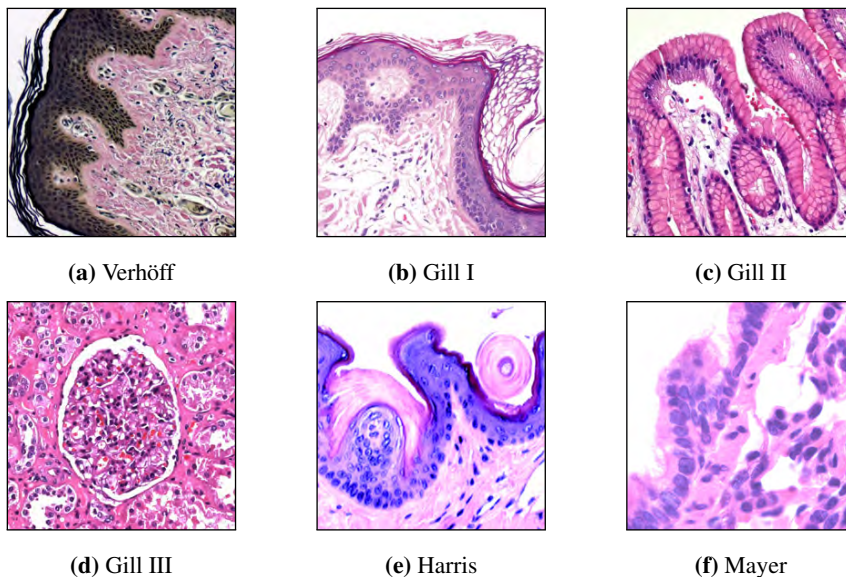 (a) Verhöff
(b) Gill I
(c) Gill II
(d) Gill III
(e) Harris
(f) Mayer